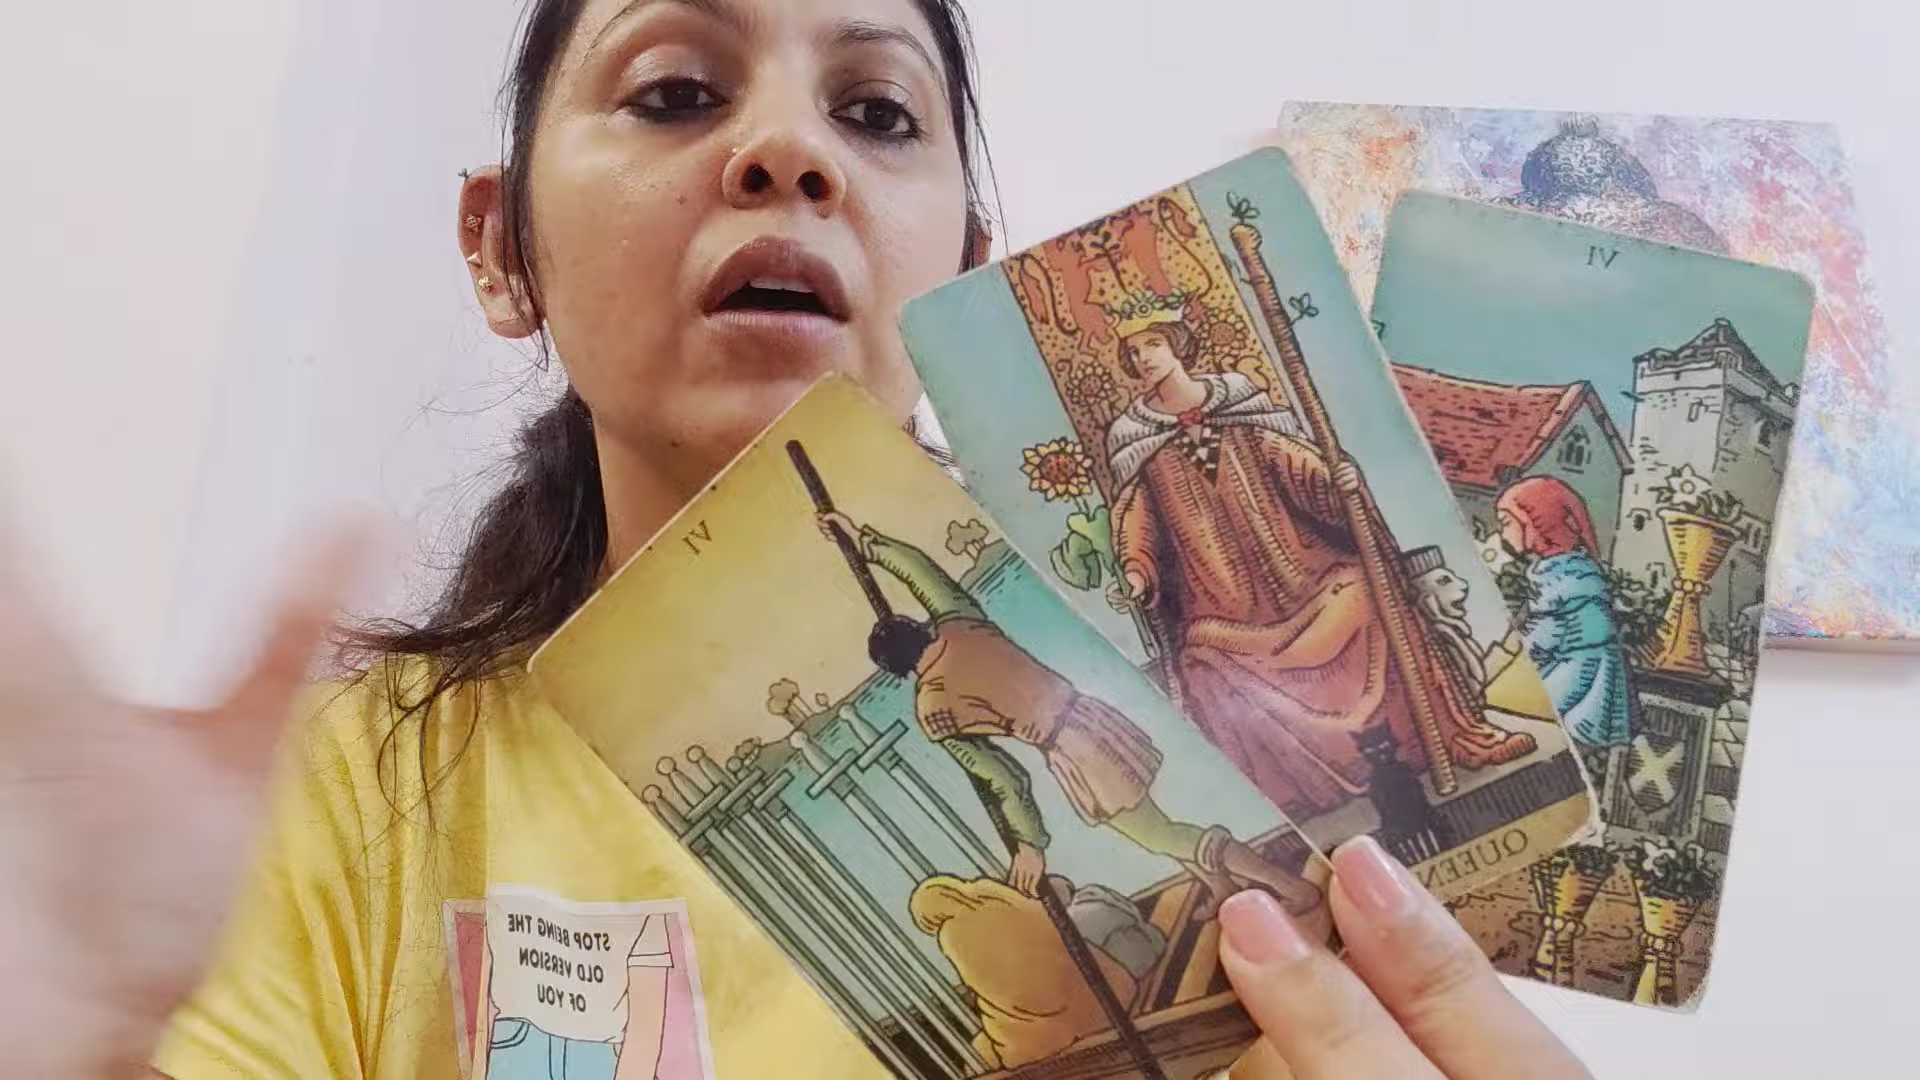 VI
QUEEN
VI
STOP BEING THE
OLD VERSION
OF YOU